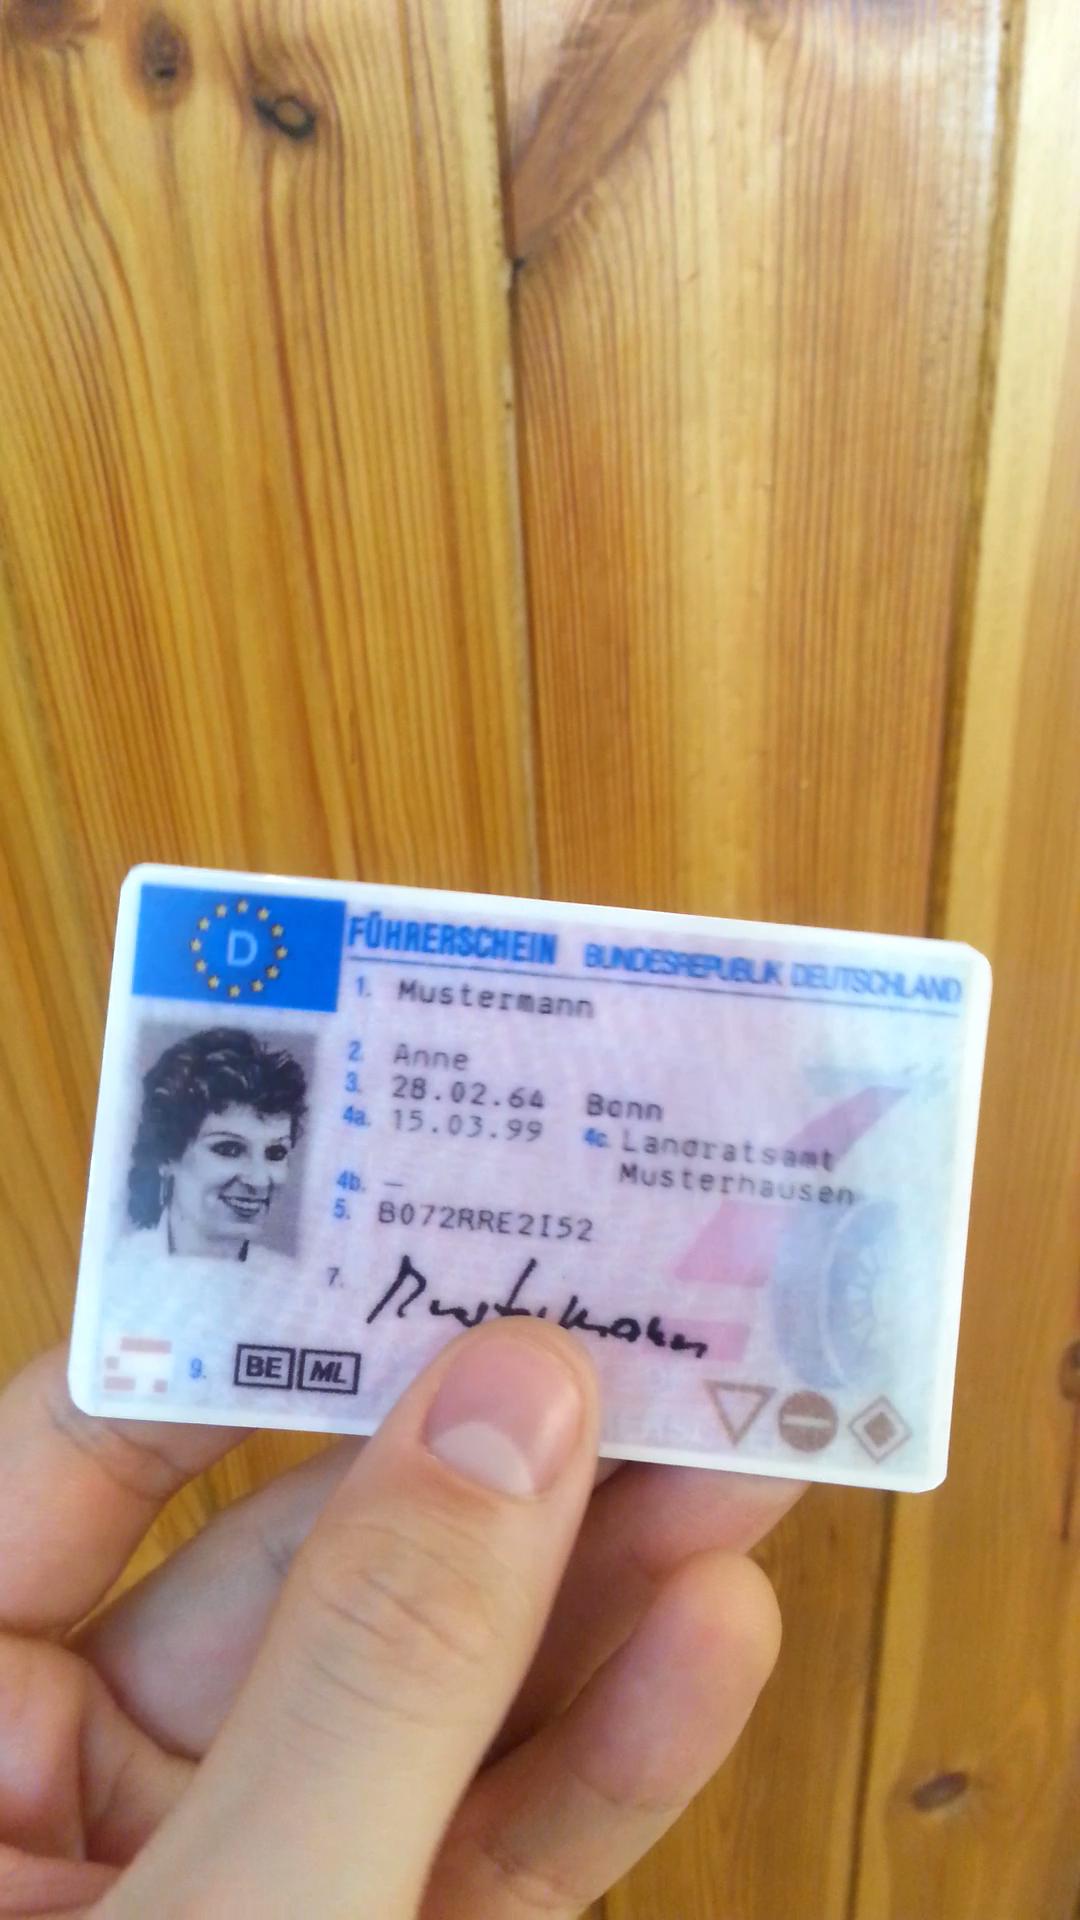 D
FÜHRERSCHEIN BUNDESREPUBLIK DEUTSCHLAND
1. Mustermann
2. Anne
3. 28.02.64 Bonn
4a. 15.03.99 4c. Landratsamt
Musterhausen
4b. –
5. B072RRE2I52
7. Mustermann
9. BE ML